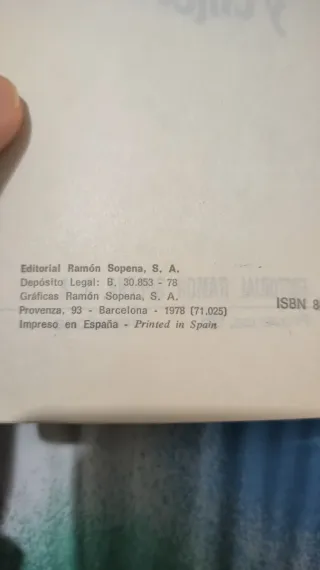 Editorial Ramón Sopena, S. A.
Depósito Legal: B. 30.853 - 78
Gráficas Ramón Sopena, S. A.
Provenza, 93 - Barcelona - 1978 (71.025)
Impreso en España - Printed in Spain
ISBN 8